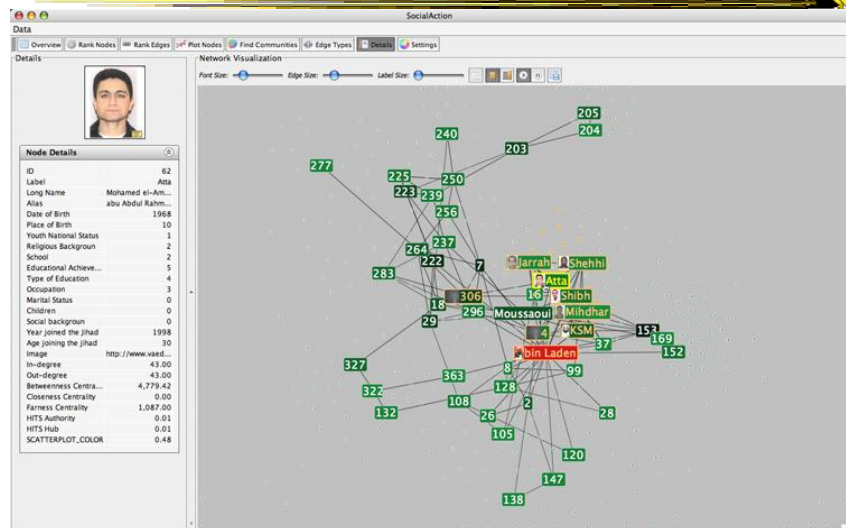 SocialAction
Data
Overview Rank Nodes Rank Edges Plot Nodes Find Communities Edge Types Details Settings
Details
Network Visualization
Font Size: Edge Size: Label Size:
Node Details
ID 62
Label Atta
Long Name Mohamed el-Am...
Alias abu Abdul Rahm...
Date of Birth 1968
Place of Birth 10
Youth National Status 1
Religious Backgroun 2
School 2
Educational Achieve... 5
Type of Education 4
Occupation 3
Marital Status 0
Children 0
Social backgroun 0
Year joined the Jihad 1998
Age joining the jihad 30
Image http://www.vaed...
In-degree 43.00
Out-degree 43.00
Betweenness Centra... 4,779.42
Closeness Centrality 0.00
Farness Centrality 1,087.00
HITS Authority 0.01
HITS Hub 0.01
SCATTERPLOT_COLOR 0.48
205
240
204
203
277
225
250
223
239
256
237
264
222
7
Jarrah
Shehhi
283
Atta
306
16
Shibh
18
296
Moussaoui
Mihdhar
29
4
KSM
153
37
169
bin Laden
152
327
8
99
363
322
128
108
2
132
26
28
105
120
147
138